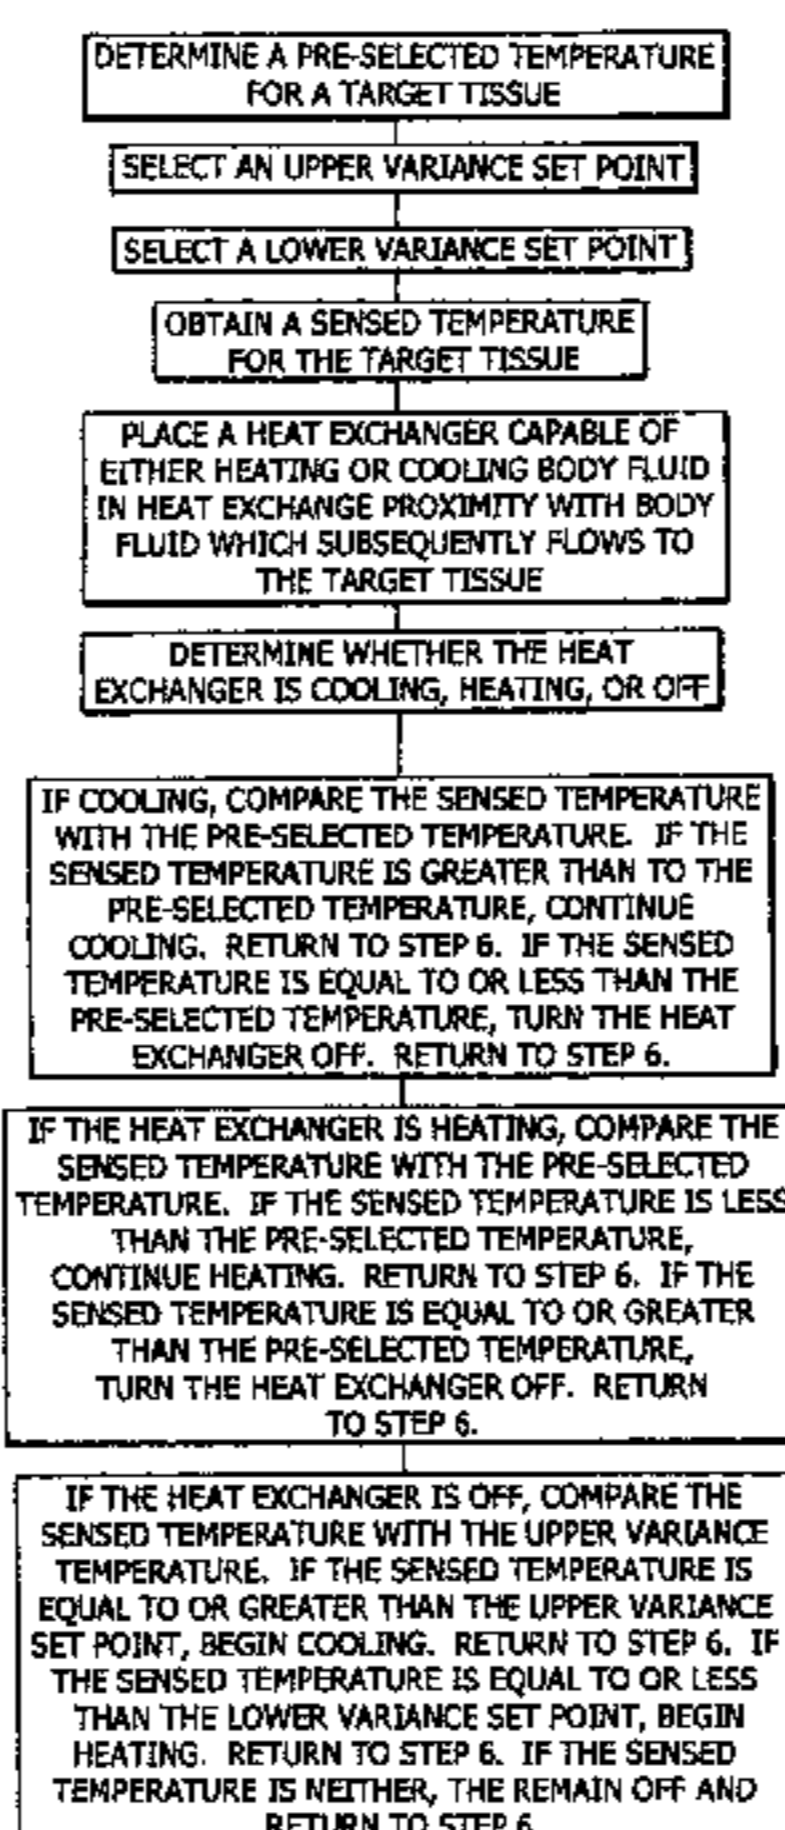 DETERMINE A PRE-SELECTED TEMPERATURE
FOR A TARGET TISSUE
SELECT AN UPPER VARIANCE SET POINT
SELECT A LOWER VARIANCE SET POINT
OBTAIN A SENSED TEMPERATURE
FOR THE TARGET TISSUE
PLACE A HEAT EXCHANGER CAPABLE OF
EITHER HEATING OR COOLING BODY FLUID
IN HEAT EXCHANGE PROXIMITY WITH BODY
FLUID WHICH SUBSEQUENTLY FLOWS TO
THE TARGET TISSUE
DETERMINE WHETHER THE HEAT
EXCHANGER IS COOLING, HEATING, OR OFF
IF COOLING, COMPARE THE SENSED TEMPERATURE
WITH THE PRE-SELECTED TEMPERATURE. IF THE
SENSED TEMPERATURE IS GREATER THAN TO THE
PRE-SELECTED TEMPERATURE, CONTINUE
COOLING. RETURN TO STEP 6. IF THE SENSED
TEMPERATURE IS EQUAL TO OR LESS THAN THE
PRE-SELECTED TEMPERATURE, TURN THE HEAT
EXCHANGER OFF. RETURN TO STEP 6.
IF THE HEAT EXCHANGER IS HEATING, COMPARE THE
SENSED TEMPERATURE WITH THE PRE-SELECTED
TEMPERATURE. IF THE SENSED TEMPERATURE IS LESS
THAN THE PRE-SELECTED TEMPERATURE,
CONTINUE HEATING. RETURN TO STEP 6. IF THE
SENSED TEMPERATURE IS EQUAL TO OR GREATER
THAN THE PRE-SELECTED TEMPERATURE,
TURN THE HEAT EXCHANGER OFF. RETURN
TO STEP 6.
IF THE HEAT EXCHANGER IS OFF, COMPARE THE
SENSED TEMPERATURE WITH THE UPPER VARIANCE
TEMPERATURE. IF THE SENSED TEMPERATURE IS
EQUAL TO OR GREATER THAN THE UPPER VARIANCE
SET POINT, BEGIN COOLING. RETURN TO STEP 6. IF
THE SENSED TEMPERATURE IS EQUAL TO OR LESS
THAN THE LOWER VARIANCE SET POINT, BEGIN
HEATING. RETURN TO STEP 6. IF THE SENSED
TEMPERATURE IS NEITHER, THE REMAIN OFF AND
RETURN TO STEP 6